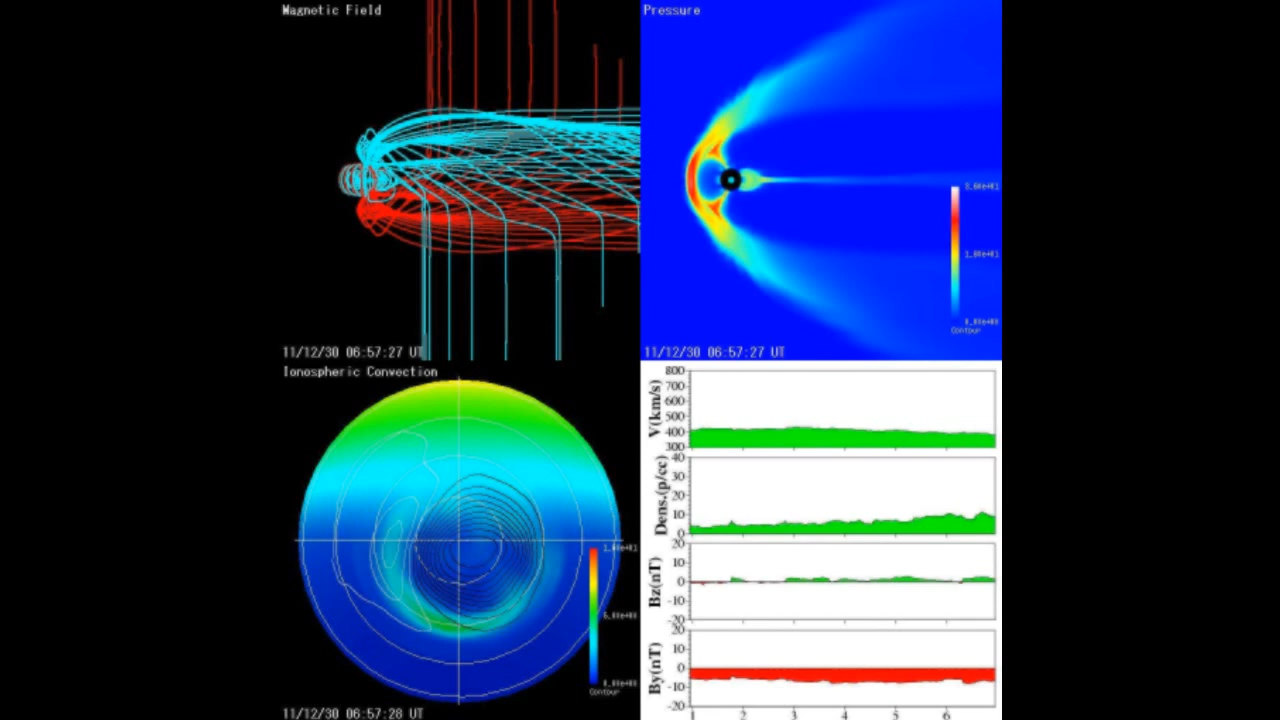 Magnetic Field
11/12/30 06:57:27 UT
Pressure
11/12/30 06:57:27 UT
Contour
Ionospheric Convection
Contour
11/12/30 06:57:28 UT
V(km/s)
800
700
600
500
400
300
Dens.(p/cc)
40
30
20
10
0
Bz(nT)
20
10
0
-10
-20
By(nT)
20
10
0
-10
-20
1 2 3 4 5 6